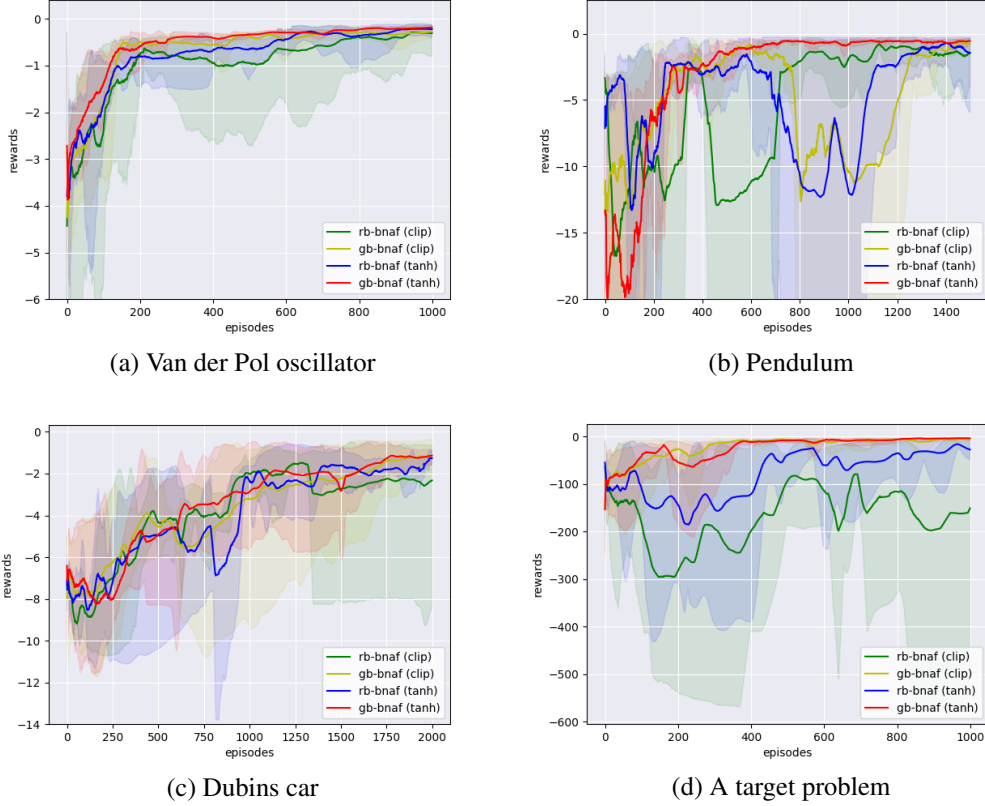 0
−1
−2
−3
−4
−5
−6
rewards
0 200 400 600 800 1000
episodes
rb-bnaf (clip)
gb-bnaf (clip)
rb-bnaf (tanh)
gb-bnaf (tanh)
(a) Van der Pol oscillator
0
−5
−10
−15
−20
rewards
0 200 400 600 800 1000 1200 1400
episodes
rb-bnaf (clip)
gb-bnaf (clip)
rb-bnaf (tanh)
gb-bnaf (tanh)
(b) Pendulum
0
−2
−4
−6
−8
−10
−12
−14
rewards
0 250 500 750 1000 1250 1500 1750 2000
episodes
rb-bnaf (clip)
gb-bnaf (clip)
rb-bnaf (tanh)
gb-bnaf (tanh)
(c) Dubins car
0
−100
−200
−300
−400
−500
−600
rewards
0 200 400 600 800 1000
episodes
rb-bnaf (clip)
gb-bnaf (clip)
rb-bnaf (tanh)
gb-bnaf (tanh)
(d) A target problem